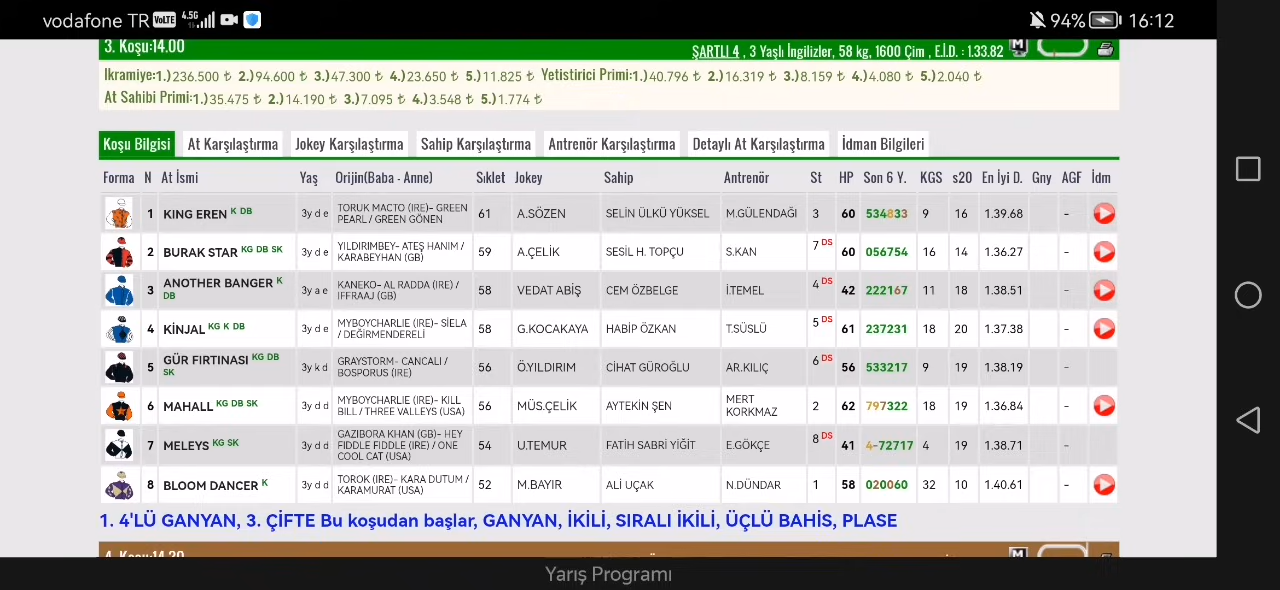 vodafone TR VoLTE 4.5G 94% 16:12
3. Koşu:14.00 ŞARTLI 4 , 3 Yaşlı İngilizler, 58 kg, 1600 Çim , E.İ.D. : 1.33.82
Ikramiye:1.)236.500 ₺ 2.)94.600 ₺ 3.)47.300 ₺ 4.)23.650 ₺ 5.)11.825 ₺ Yetistirici Primi:1.)40.796 ₺ 2.)16.319 ₺ 3.)8.159 ₺ 4.)4.080 ₺ 5.)2.040 ₺
At Sahibi Primi:1.)35.475 ₺ 2.)14.190 ₺ 3.)7.095 ₺ 4.)3.548 ₺ 5.)1.774 ₺
Koşu Bilgisi At Karşılaştırma Jokey Karşılaştırma Sahip Karşılaştırma Antrenör Karşılaştırma Detaylı At Karşılaştırma İdman Bilgileri
Forma N At İsmi Yaş Orijin(Baba - Anne) Sıklet Jokey Sahip Antrenör St HP Son 6 Y. KGS s20 En İyi D. Gny AGF İdm
1 KING EREN K DB 3y d e TORUK MACTO (IRE)- GREEN PEARL / GREEN GÖNEN 61 A.SÖZEN SELİN ÜLKÜ YÜKSEL M.GÜLENDAĞI 3 60 534833 9 16 1.39.68 -
2 BURAK STAR KG DB SK 3y d e YILDIRIMBEY- ATEŞ HANIM / KARABEYHAN (GB) 59 A.ÇELİK SESİL H. TOPÇU S.KAN 7 DS 60 056754 16 14 1.36.27 -
3 ANOTHER BANGER K DB 3y a e KANEKO- AL RADDA (IRE) / IFFRAAJ (GB) 58 VEDAT ABİŞ CEM ÖZBELGE İ.TEMEL 4 DS 42 222167 11 18 1.38.51 -
4 KİNJAL KG K DB 3y d e MYBOYCHARLIE (IRE)- SİELA / DEĞİRMENDERELİ 58 G.KOCAKAYA HABİP ÖZKAN T.SÜSLÜ 5 DS 61 237231 18 20 1.37.38 -
5 GÜR FIRTINASI KG DB SK 3y k d GRAYSTORM- CANCALI / BOSPORUS (IRE) 56 Ö.YILDIRIM CİHAT GÜROĞLU AR.KILIÇ 6 DS 56 533217 9 19 1.38.19 -
6 MAHALL KG DB SK 3y d d MYBOYCHARLIE (IRE)- KILL BILL / THREE VALLEYS (USA) 56 MÜS.ÇELİK AYTEKİN ŞEN MERT KORKMAZ 2 62 797322 18 19 1.36.84 -
7 MELEYS KG SK 3y d d GAZIBORA KHAN (GB)- HEY FIDDLE FIDDLE (IRE) / ONE COOL CAT (USA) 54 U.TEMUR FATİH SABRİ YİĞİT E.GÖKÇE 8 DS 41 4-72717 4 19 1.38.71 -
8 BLOOM DANCER K 3y d d TOROK (IRE)- KARA DUTUM / KARAMURAT (USA) 52 M.BAYIR ALİ UÇAK N.DÜNDAR 1 58 020060 32 10 1.40.61 -
1. 4'LÜ GANYAN, 3. ÇİFTE Bu koşudan başlar, GANYAN, İKİLİ, SIRALI İKİLİ, ÜÇLÜ BAHİS, PLASE
4. Koşu:14.30
Yarış Programı